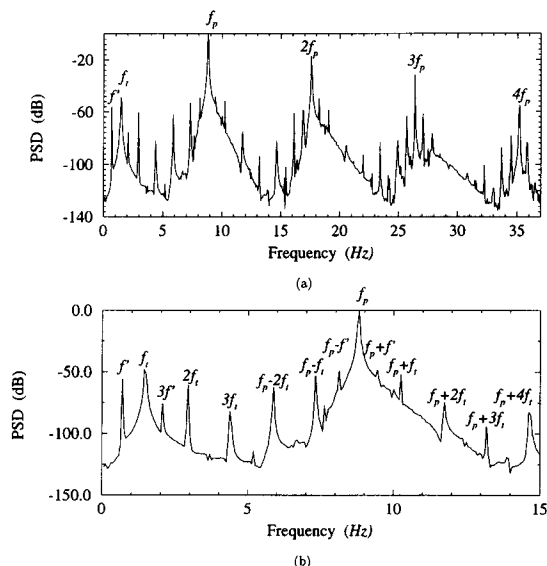 f_p
2f_p
3f_p
4f_p
f' f_t
-20
-60
-100
-140
PSD (dB)
0 5 10 15 20 25 30 35
Frequency (Hz)
(a)
f_p
f' f_t 3f' 2f_t 3f_t f_p-2f_t f_p-f_t f_p-f' f_p+f' f_p+f_t f_p+2f_t f_p+3f_t f_p+4f_t
0.0
-50.0
-100.0
-150.0
PSD (dB)
0 5 10 15
Frequency (Hz)
(b)